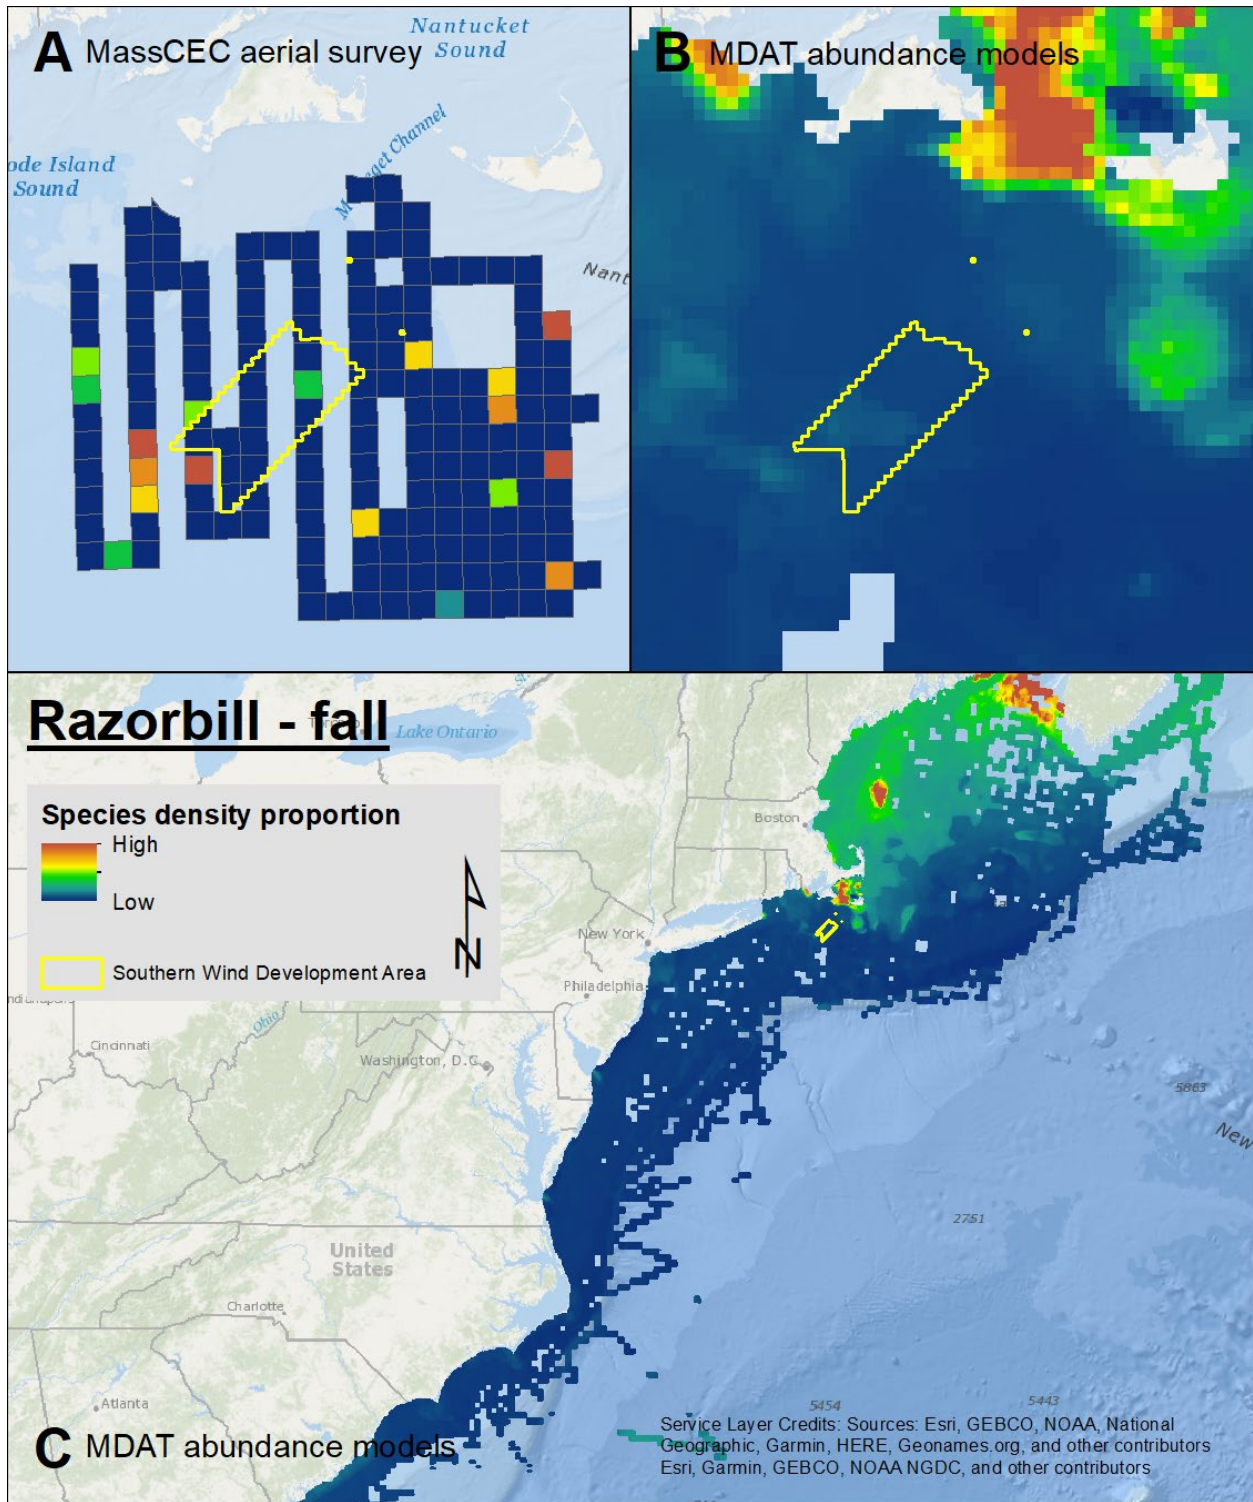 A MassCEC aerial survey
Nantucket
Sound
ode Island
Sound
get Channel
Nant
B MDAT abundance models
Razorbill - fall
Lake Ontario
Species density proportion
High
Low
N
Southern Wind Development Area
Boston
New York
Philadelphia
Ohio
Cincinnati
Washington, D.C.
5863
New
2751
United
States
Charlotte
Atlanta
5454
5443
C MDAT abundance models
Service Layer Credits: Sources: Esri, GEBCO, NOAA, National
Geographic, Garmin, HERE, Geonames.org, and other contributors
Esri, Garmin, GEBCO, NOAA NGDC, and other contributors